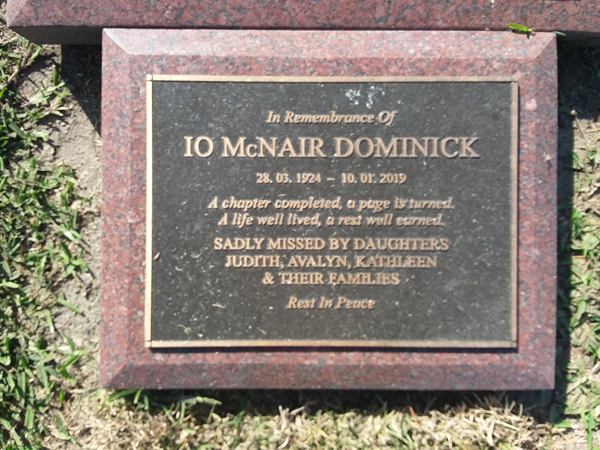 In Remembrance Of
IO McNAIR DOMINICK
28. 03. 1924 – 10. 01. 2019
A chapter completed, a page is turned.
A life well lived, a rest well earned.
SADLY MISSED BY DAUGHTERS
JUDITH, AVALYN, KATHLEEN
& THEIR FAMILIES
Rest In Peace